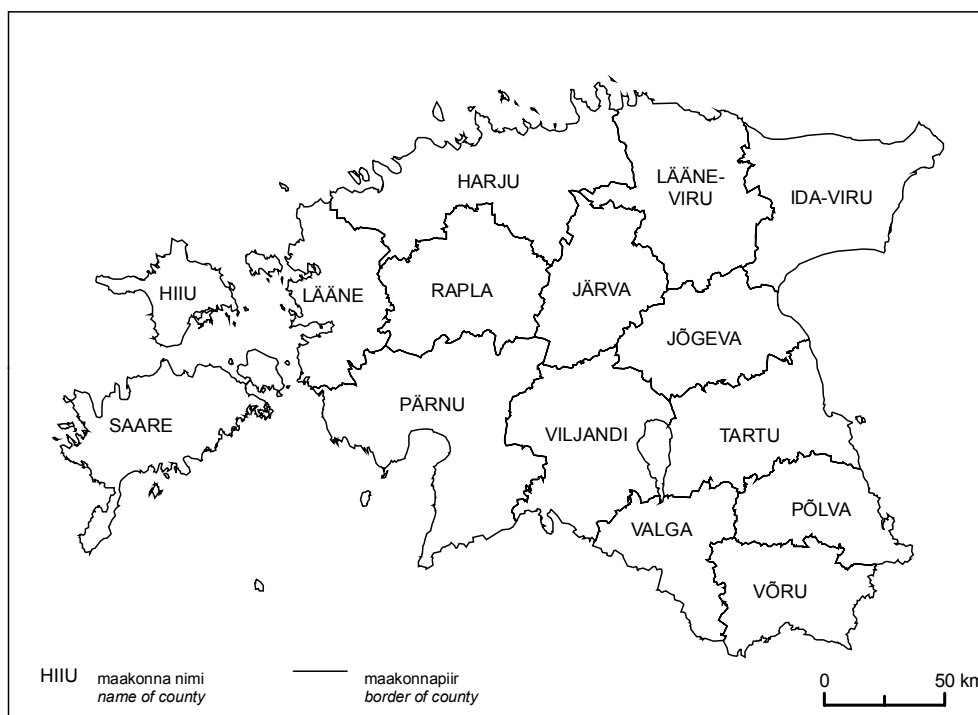 HARJU
LÄÄNE-
VIRU
IDA-VIRU
HIIU
LÄÄNE
RAPLA
JÄRVA
JÕGEVA
SAARE
PÄRNU
VILJANDI
TARTU
VALGA
PÕLVA
VÕRU
HIIU maakonna nimi
name of county
maakonnapiir
border of county
0 50 km